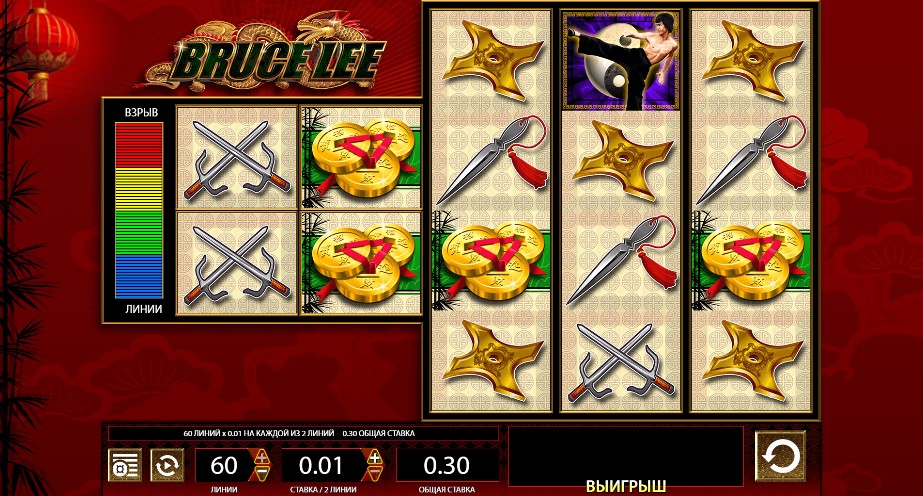 BRUCE LEE
ВЗРЫВ
ЛИНИИ
60 ЛИНИЙ x 0.01 НА КАЖДОЙ ИЗ 2 ЛИНИЙ 0.30 ОБЩАЯ СТАВКА
60
0.01
0.30
ЛИНИИ
СТАВКА / 2 ЛИНИИ
ОБЩАЯ СТАВКА
ВЫИГРЫШ